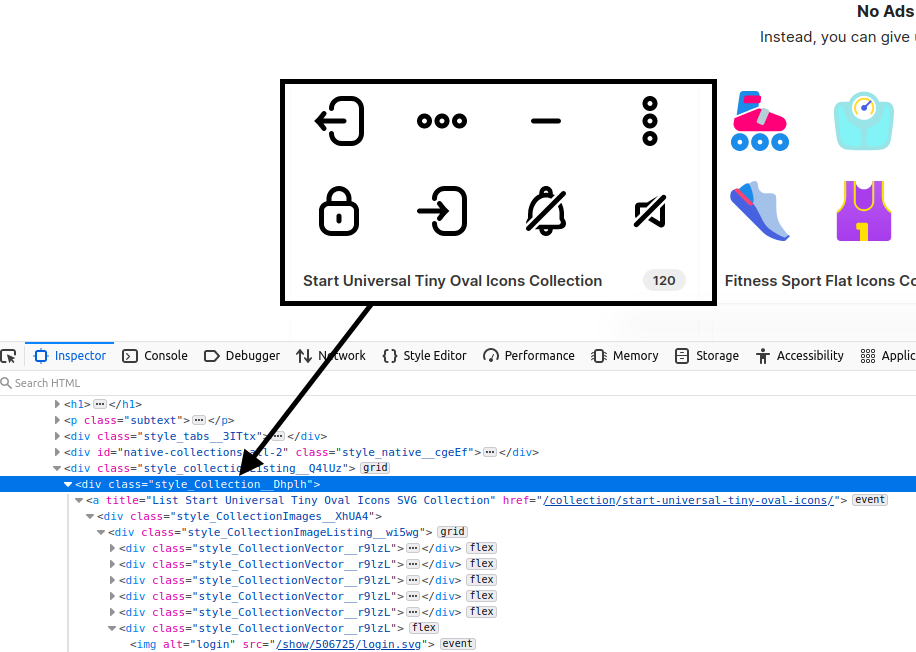 No Ads
Instead, you can give
Start Universal Tiny Oval Icons Collection 120
Fitness Sport Flat Icons Co
Inspector Console Debugger Network Style Editor Performance Memory Storage Accessibility Applic
Search HTML
<h1> ··· </h1>
<p class="subtext"> ··· </p>
<div class="style_tabs__3ITtx"> ··· </div>
<div id="native-collections-all-2" class="style_native__cgeEf"> ··· </div>
<div class="style_collectionListing__Q4lUz"> grid
<div class="style_Collection__Dhplh">
<a title="List Start Universal Tiny Oval Icons SVG Collection" href="/collection/start-universal-tiny-oval-icons/"> event
<div class="style_CollectionImages__XhUA4">
<div class="style_CollectionImageListing__wi5wg"> grid
<div class="style_CollectionVector__r9lzL"> ··· </div> flex
<div class="style_CollectionVector__r9lzL"> ··· </div> flex
<div class="style_CollectionVector__r9lzL"> ··· </div> flex
<div class="style_CollectionVector__r9lzL"> ··· </div> flex
<div class="style_CollectionVector__r9lzL"> ··· </div> flex
<div class="style_CollectionVector__r9lzL"> flex
<img alt="login" src="/show/506725/login.svg"> event